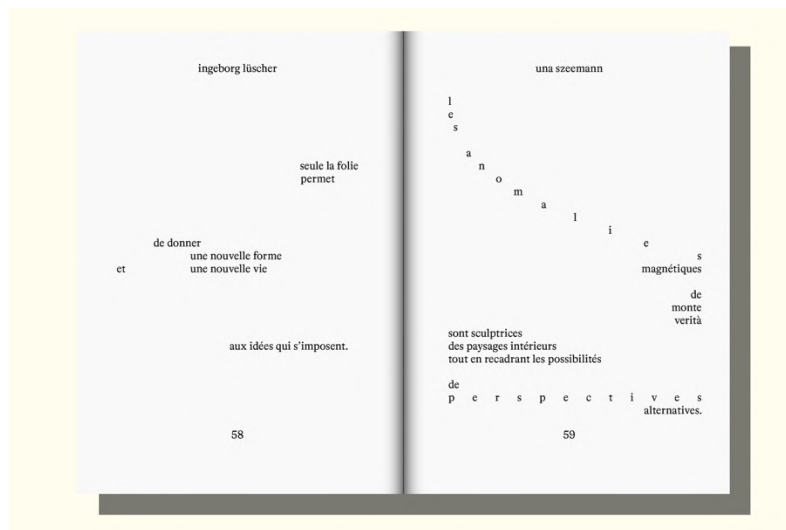 ingeborg lüscher
seule la folie
permet
de donner
une nouvelle forme
et une nouvelle vie
aux idées qui s’imposent.
58
una szeemann
l
e
s
a
n
o
m
a
l
i
e
s
magnétiques
de
monte
verità
sont sculptrices
des paysages intérieurs
tout en recadrant les possibilités
de
p e r s p e c t i v e s
alternatives.
59